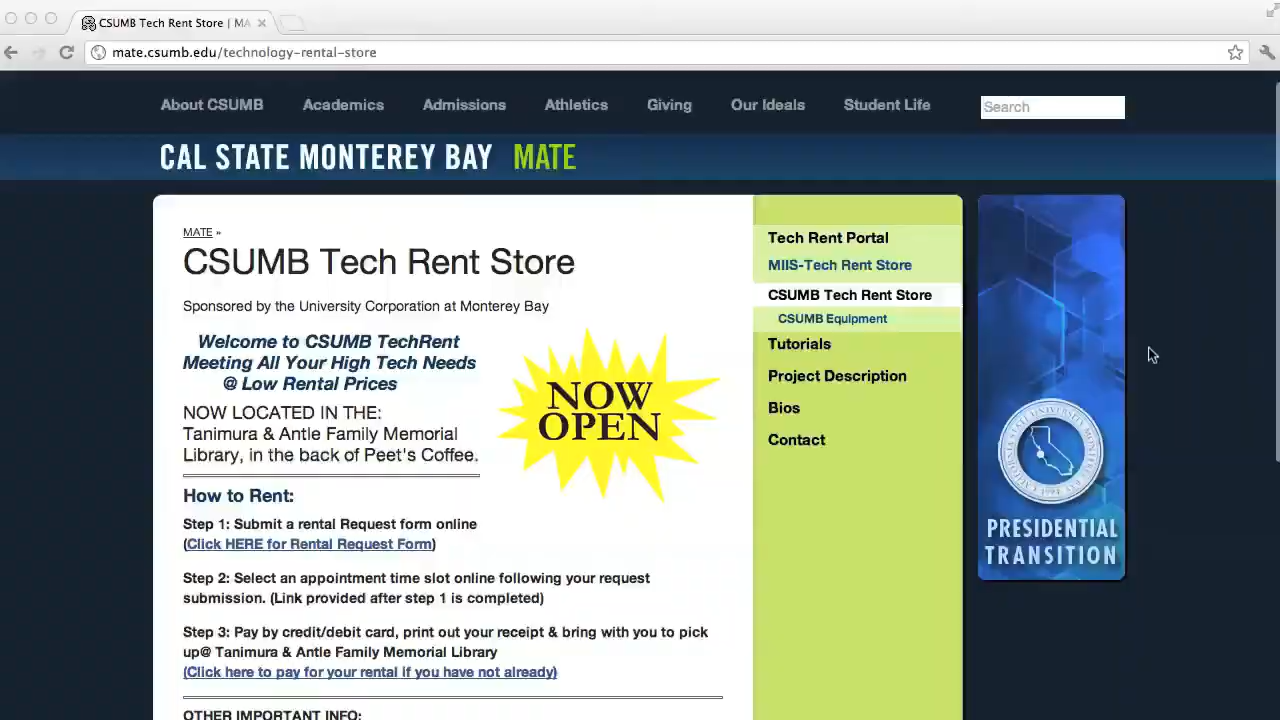 CSUMB Tech Rent Store | MA
mate.csumb.edu/technology-rental-store
About CSUMB Academics Admissions Athletics Giving Our Ideals Student Life Search
CAL STATE MONTEREY BAY MATE
MATE »
CSUMB Tech Rent Store
Sponsored by the University Corporation at Monterey Bay
Welcome to CSUMB TechRent
Meeting All Your High Tech Needs
@ Low Rental Prices
NOW LOCATED IN THE:
Tanimura & Antle Family Memorial
Library, in the back of Peet's Coffee.
NOW
OPEN
How to Rent:
Step 1: Submit a rental Request form online
(Click HERE for Rental Request Form)
Step 2: Select an appointment time slot online following your request
submission. (Link provided after step 1 is completed)
Step 3: Pay by credit/debit card, print out your receipt & bring with you to pick
up@ Tanimura & Antle Family Memorial Library
(Click here to pay for your rental if you have not already)
OTHER IMPORTANT INFO:
Tech Rent Portal
MIIS-Tech Rent Store
CSUMB Tech Rent Store
CSUMB Equipment
Tutorials
Project Description
Bios
Contact
PRESIDENTIAL
TRANSITION